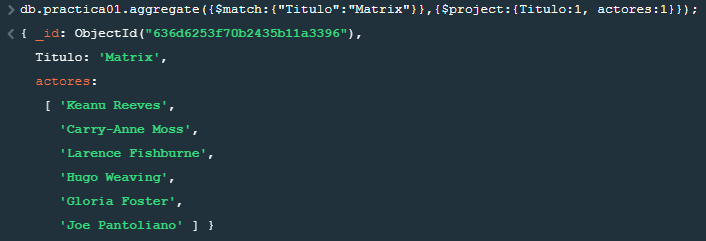 > db.practica01.aggregate({$match:{"Titulo":"Matrix"}},{$project:{Titulo:1, actores:1}});
< { _id: ObjectId("636d6253f70b2435b11a3396"),
Titulo: 'Matrix',
actores:
[ 'Keanu Reeves',
'Carry-Anne Moss',
'Larence Fishburne',
'Hugo Weaving',
'Gloria Foster',
'Joe Pantoliano' ] }